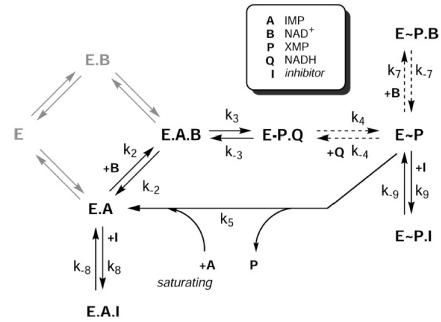 A IMP
B NAD+
P XMP
Q NADH
I inhibitor
E~P.B
k7 k-7
+B
E.B
E
k2
+B
k-2
E.A.B
k3
k-3
E-P.Q
k4
+Q k-4
E~P
+I
k-9 k9
E~P.I
E.A
k5
+I
k-8 k8
+A
saturating
P
E.A.I